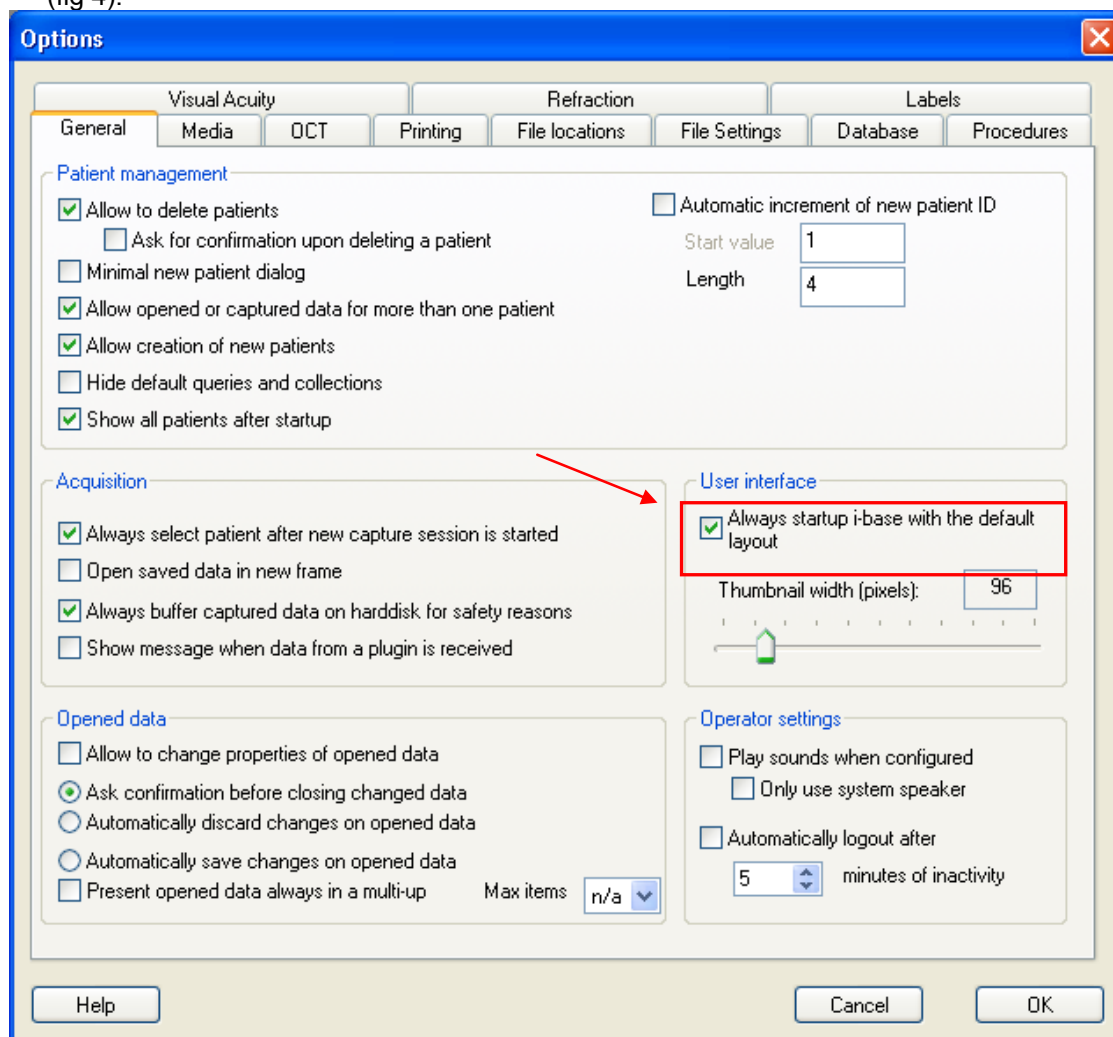 (fig 4).
Options
Visual Acuity Refraction Labels
General Media OCT Printing File locations File Settings Database Procedures
Patient management
Allow to delete patients
Ask for confirmation upon deleting a patient
Minimal new patient dialog
Allow opened or captured data for more than one patient
Allow creation of new patients
Hide default queries and collections
Show all patients after startup
Automatic increment of new patient ID
Start value 1
Length 4
Acquisition
Always select patient after new capture session is started
Open saved data in new frame
Always buffer captured data on harddisk for safety reasons
Show message when data from a plugin is received
User interface
Always startup i-base with the default
layout
Thumbnail width (pixels): 96
Opened data
Allow to change properties of opened data
Ask confirmation before closing changed data
Automatically discard changes on opened data
Automatically save changes on opened data
Present opened data always in a multi-up Max items n/a
Operator settings
Play sounds when configured
Only use system speaker
Automatically logout after
5 minutes of inactivity
Help Cancel OK